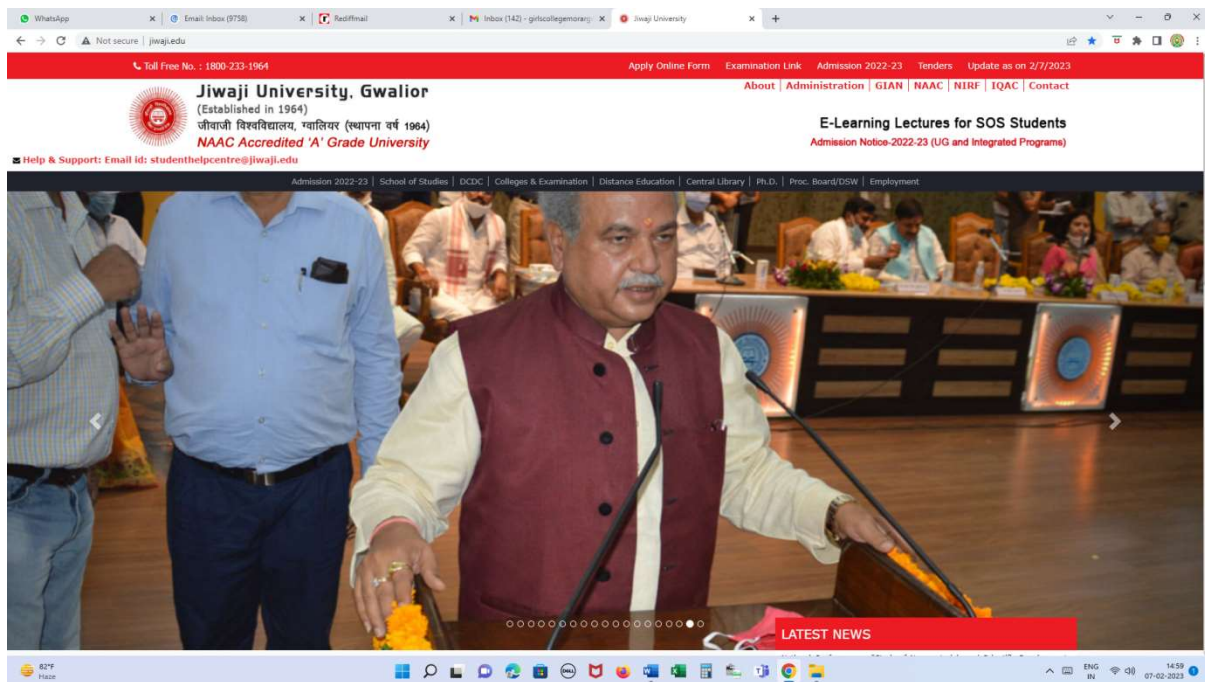 WhatsApp
Email: Inbox (9758)
Rediffmail
Inbox (142) - girlscollegemorarg
Jiwaji University
Not secure | jiwaji.edu
Toll Free No. : 1800-233-1964
Apply Online Form Examination Link Admission 2022-23 Tenders Update as on 2/7/2023
Jiwaji University, Gwalior
(Established in 1964)
जीवाजी विश्वविद्यालय, ग्वालियर (स्थापना वर्ष 1964)
NAAC Accredited 'A' Grade University
About | Administration | GIAN | NAAC | NIRF | IQAC | Contact
E-Learning Lectures for SOS Students
Admission Notice-2022-23 (UG and Integrated Programs)
Help & Support: Email id: studenthelpcentre@jiwaji.edu
Admission 2022-23 | School of Studies | DCDC | Colleges & Examination | Distance Education | Central Library | Ph.D. | Proc. Board/DSW | Employment
LATEST NEWS
82°F
Haze
ENG
IN
14:59
07-02-2023